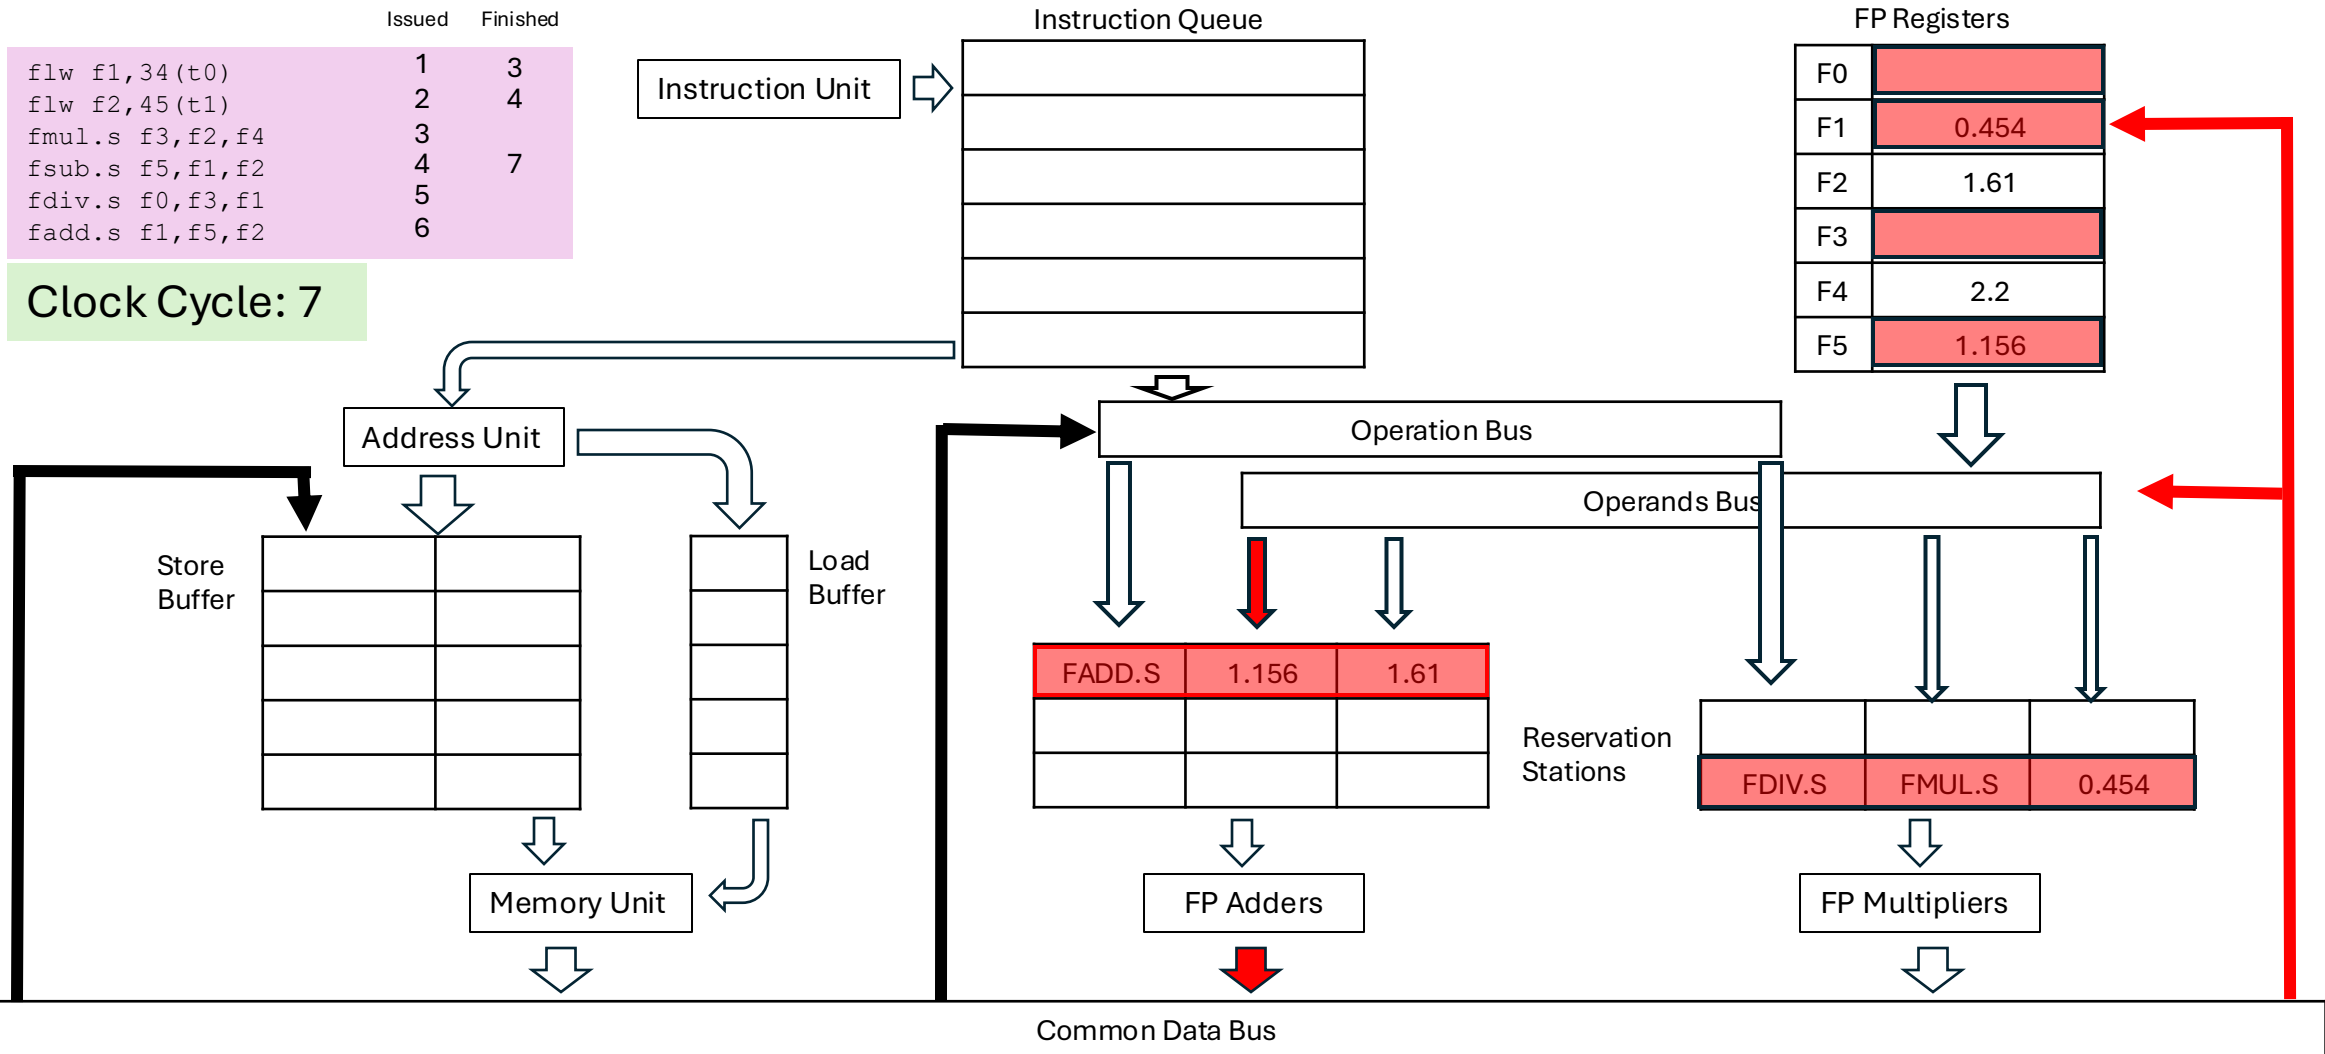 Issued Finished
flw f1,34(t0) 1 3
flw f2,45(t1) 2 4
fmul.s f3,f2,f4 3
fsub.s f5,f1,f2 4 7
fdiv.s f0,f3,f1 5
fadd.s f1,f5,f2 6
Clock Cycle: 7
Instruction Unit
Instruction Queue
FP Registers
F0
F1 0.454
F2 1.61
F3
F4 2.2
F5 1.156
Address Unit
Operation Bus
Operands Bus
Store
Buffer
Load
Buffer
FADD.S 1.156 1.61
Reservation
Stations
FDIV.S FMUL.S 0.454
Memory Unit
FP Adders
FP Multipliers
Common Data Bus